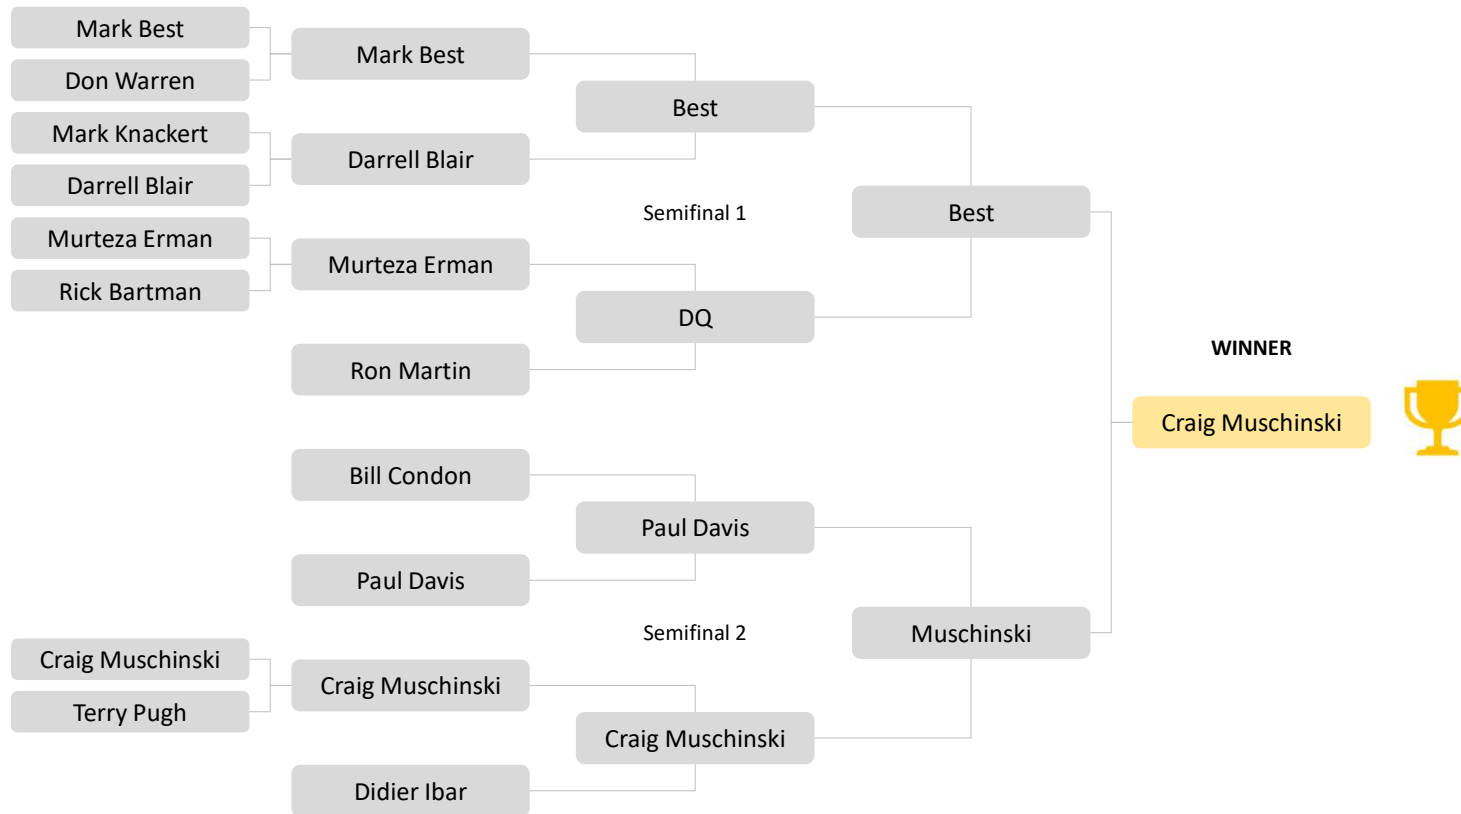 Mark Best
Don Warren
Mark Knackert
Darrell Blair
Murteza Erman
Rick Bartman
Craig Muschinski
Terry Pugh
Mark Best
Darrell Blair
Murteza Erman
Ron Martin
Bill Condon
Paul Davis
Craig Muschinski
Didier Ibar
Best
Semifinal 1
DQ
Paul Davis
Semifinal 2
Craig Muschinski
Best
Muschinski
WINNER
Craig Muschinski